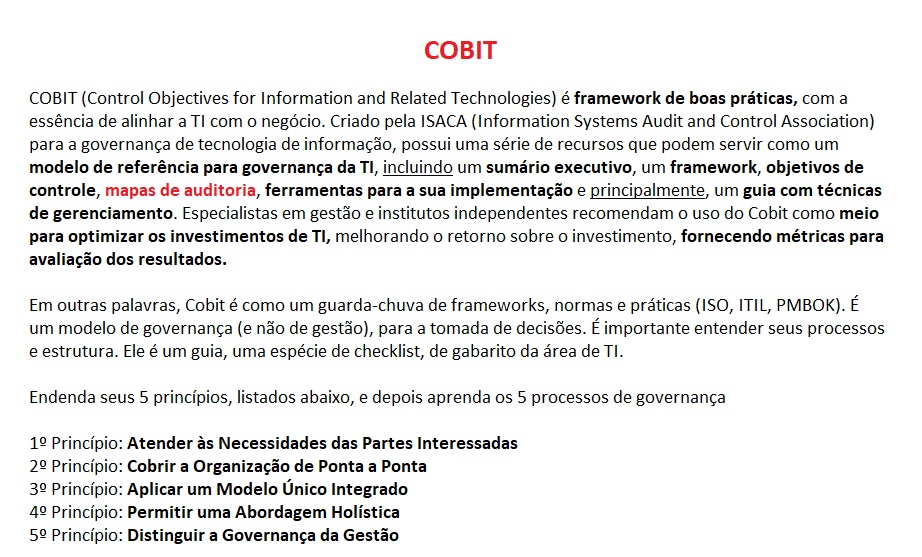 COBIT
COBIT (Control Objectives for Information and Related Technologies) é framework de boas práticas, com a
essência de alinhar a TI com o negócio. Criado pela ISACA (Information Systems Audit and Control Association)
para a governança de tecnologia de informação, possui uma série de recursos que podem servir como um
modelo de referência para governança da TI, incluindo um sumário executivo, um framework, objetivos de
controle, mapas de auditoria, ferramentas para a sua implementação e principalmente, um guia com técnicas
de gerenciamento. Especialistas em gestão e institutos independentes recomendam o uso do Cobit como meio
para optimizar os investimentos de TI, melhorando o retorno sobre o investimento, fornecendo métricas para
avaliação dos resultados.
Em outras palavras, Cobit é como um guarda-chuva de frameworks, normas e práticas (ISO, ITIL, PMBOK). É
um modelo de governança (e não de gestão), para a tomada de decisões. É importante entender seus processos
e estrutura. Ele é um guia, uma espécie de checklist, de gabarito da área de TI.
Endenda seus 5 princípios, listados abaixo, e depois aprenda os 5 processos de governança
1º Princípio: Atender às Necessidades das Partes Interessadas
2º Princípio: Cobrir a Organização de Ponta a Ponta
3º Princípio: Aplicar um Modelo Único Integrado
4º Princípio: Permitir uma Abordagem Holística
5º Princípio: Distinguir a Governança da Gestão